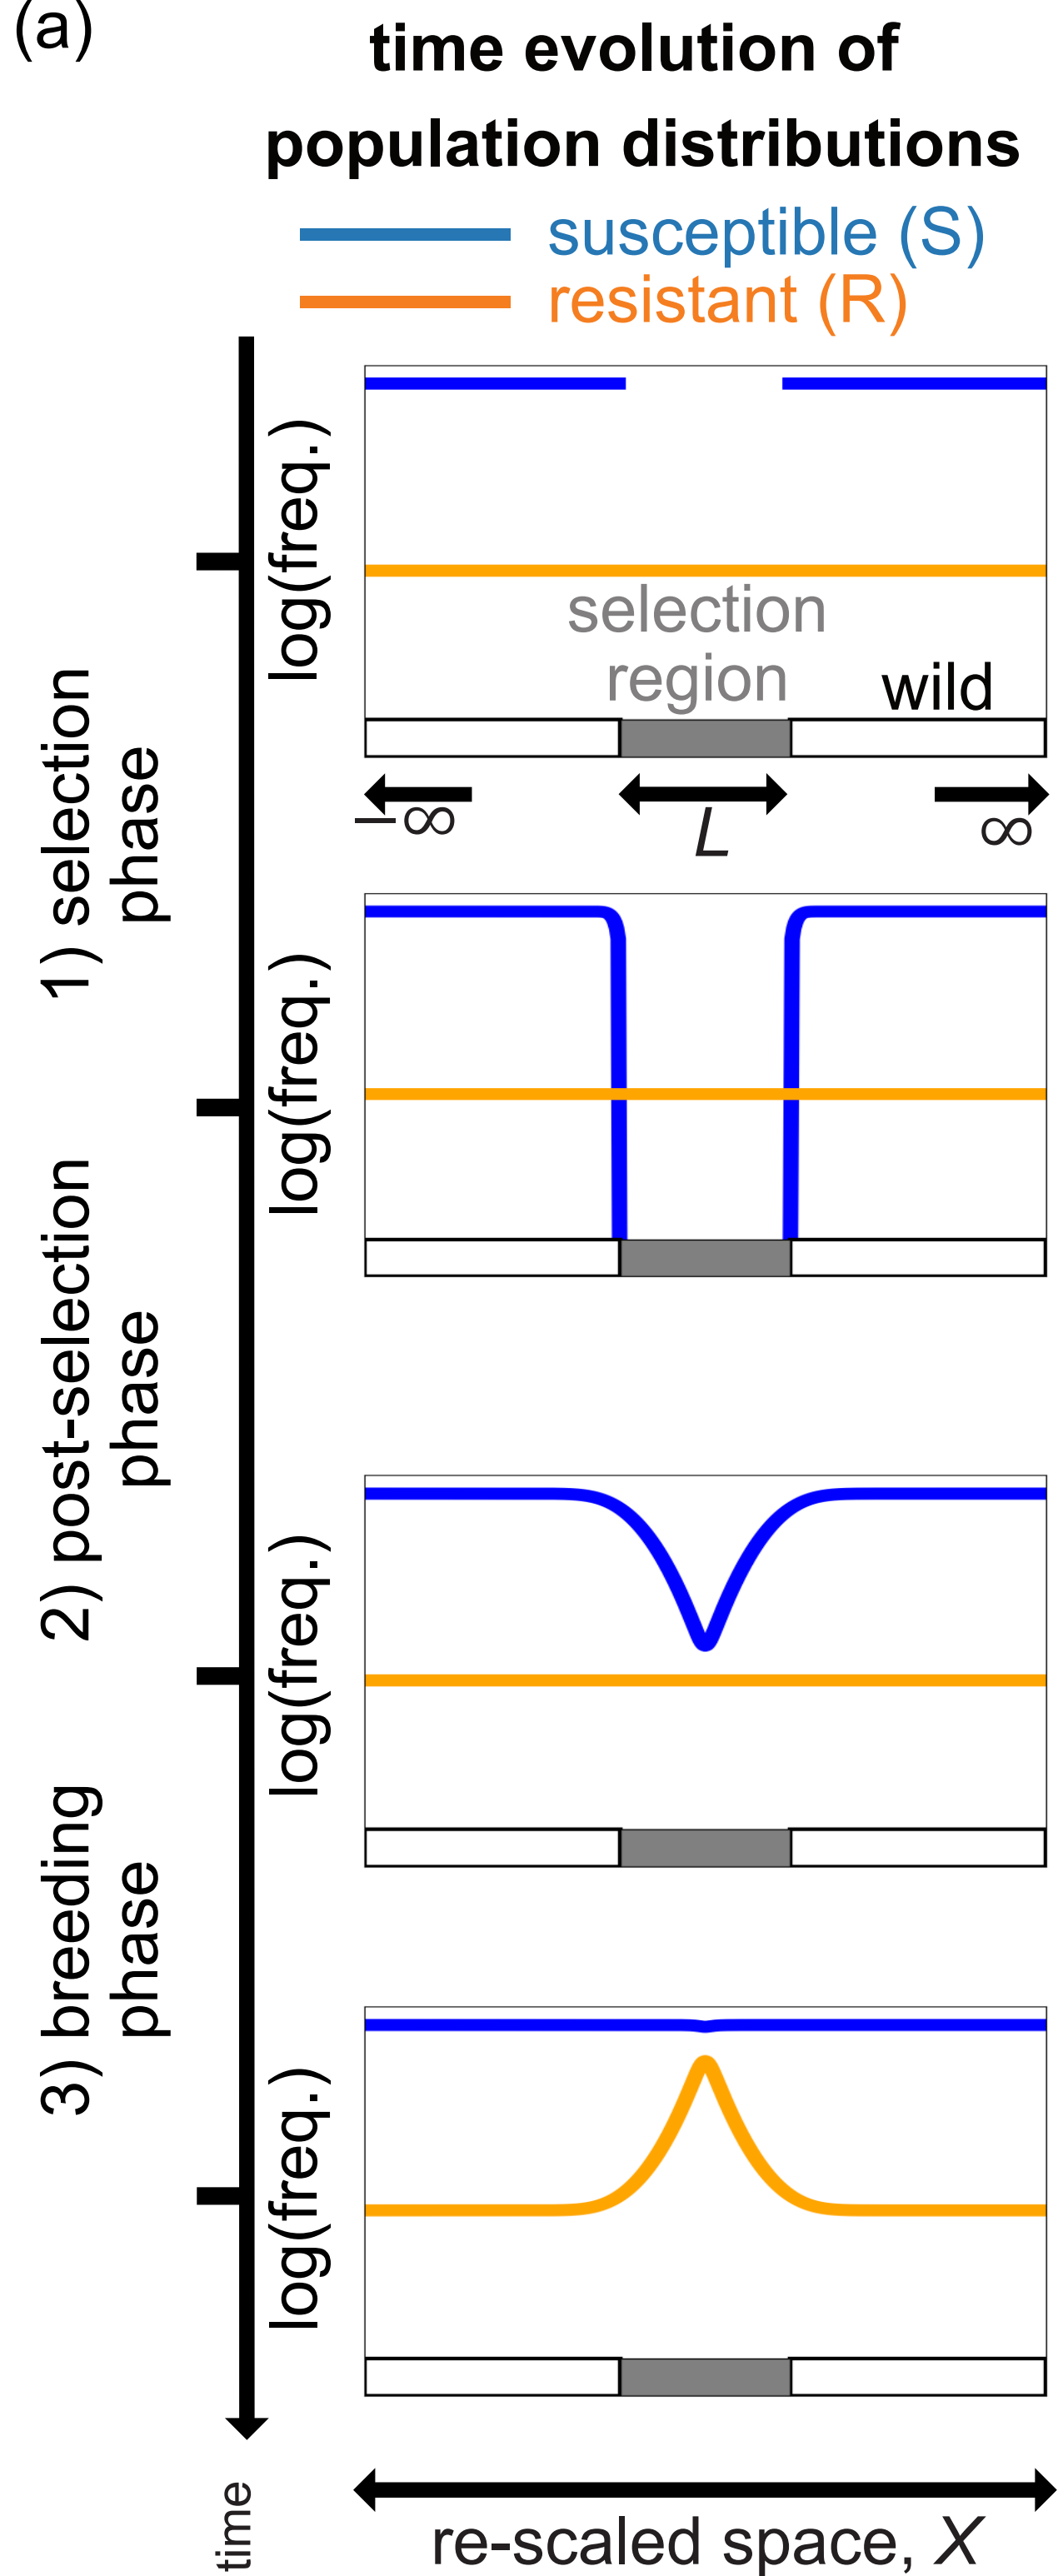 (a)
time evolution of
population distributions
susceptible (S)
resistant (R)
log(freq.)
selection
region
wild
−∞
L
∞
1) selection
phase
log(freq.)
2) post-selection
phase
log(freq.)
3) breeding
phase
log(freq.)
time
re-scaled space, X